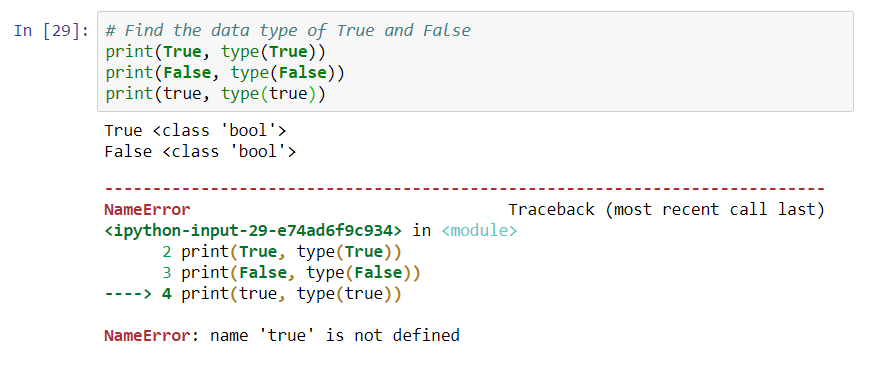 In [29]: # Find the data type of True and False
print(True, type(True))
print(False, type(False))
print(true, type(true))
True <class 'bool'>
False <class 'bool'>
---------------------------------------------------------------------------
NameError                                 Traceback (most recent call last)
<ipython-input-29-e74ad6f9c934> in <module>
      2 print(True, type(True))
      3 print(False, type(False))
----> 4 print(true, type(true))
NameError: name 'true' is not defined